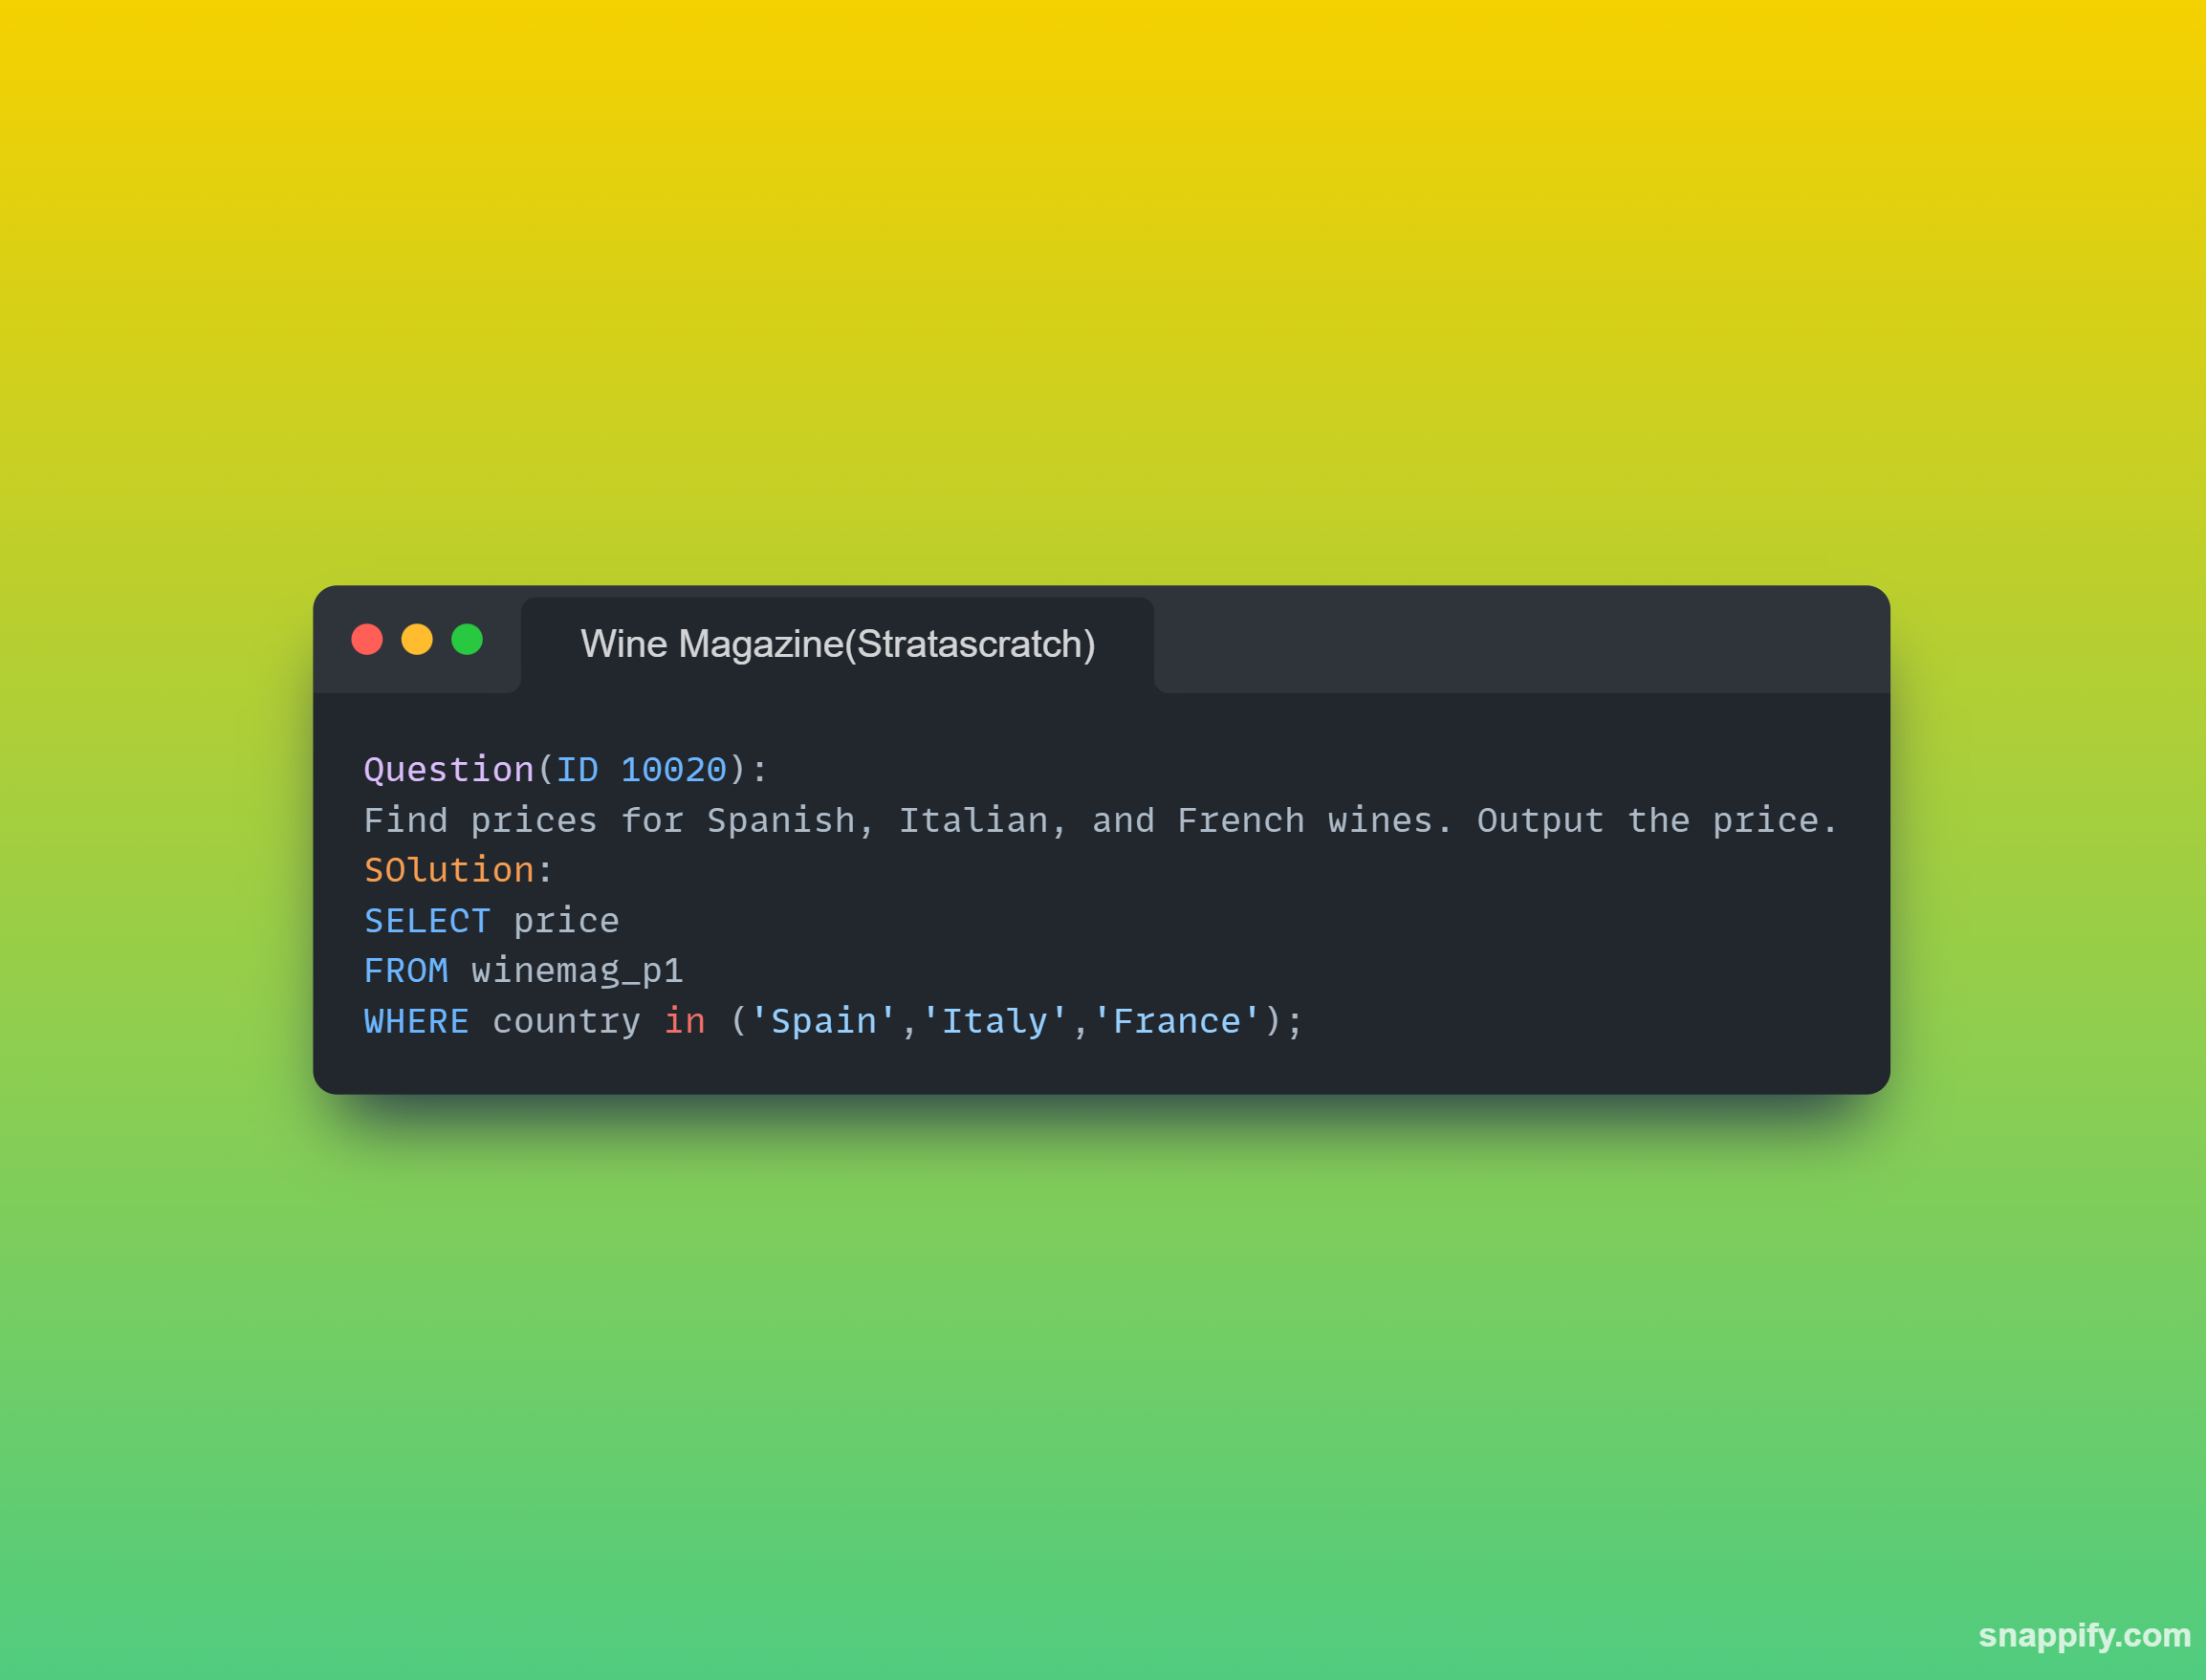 Wine Magazine(Stratascratch)
Question(ID 10020):
Find prices for Spanish, Italian, and French wines. Output the price.
SOlution:
SELECT price
FROM winemag_p1
WHERE country in ('Spain','Italy','France');
snappify.com